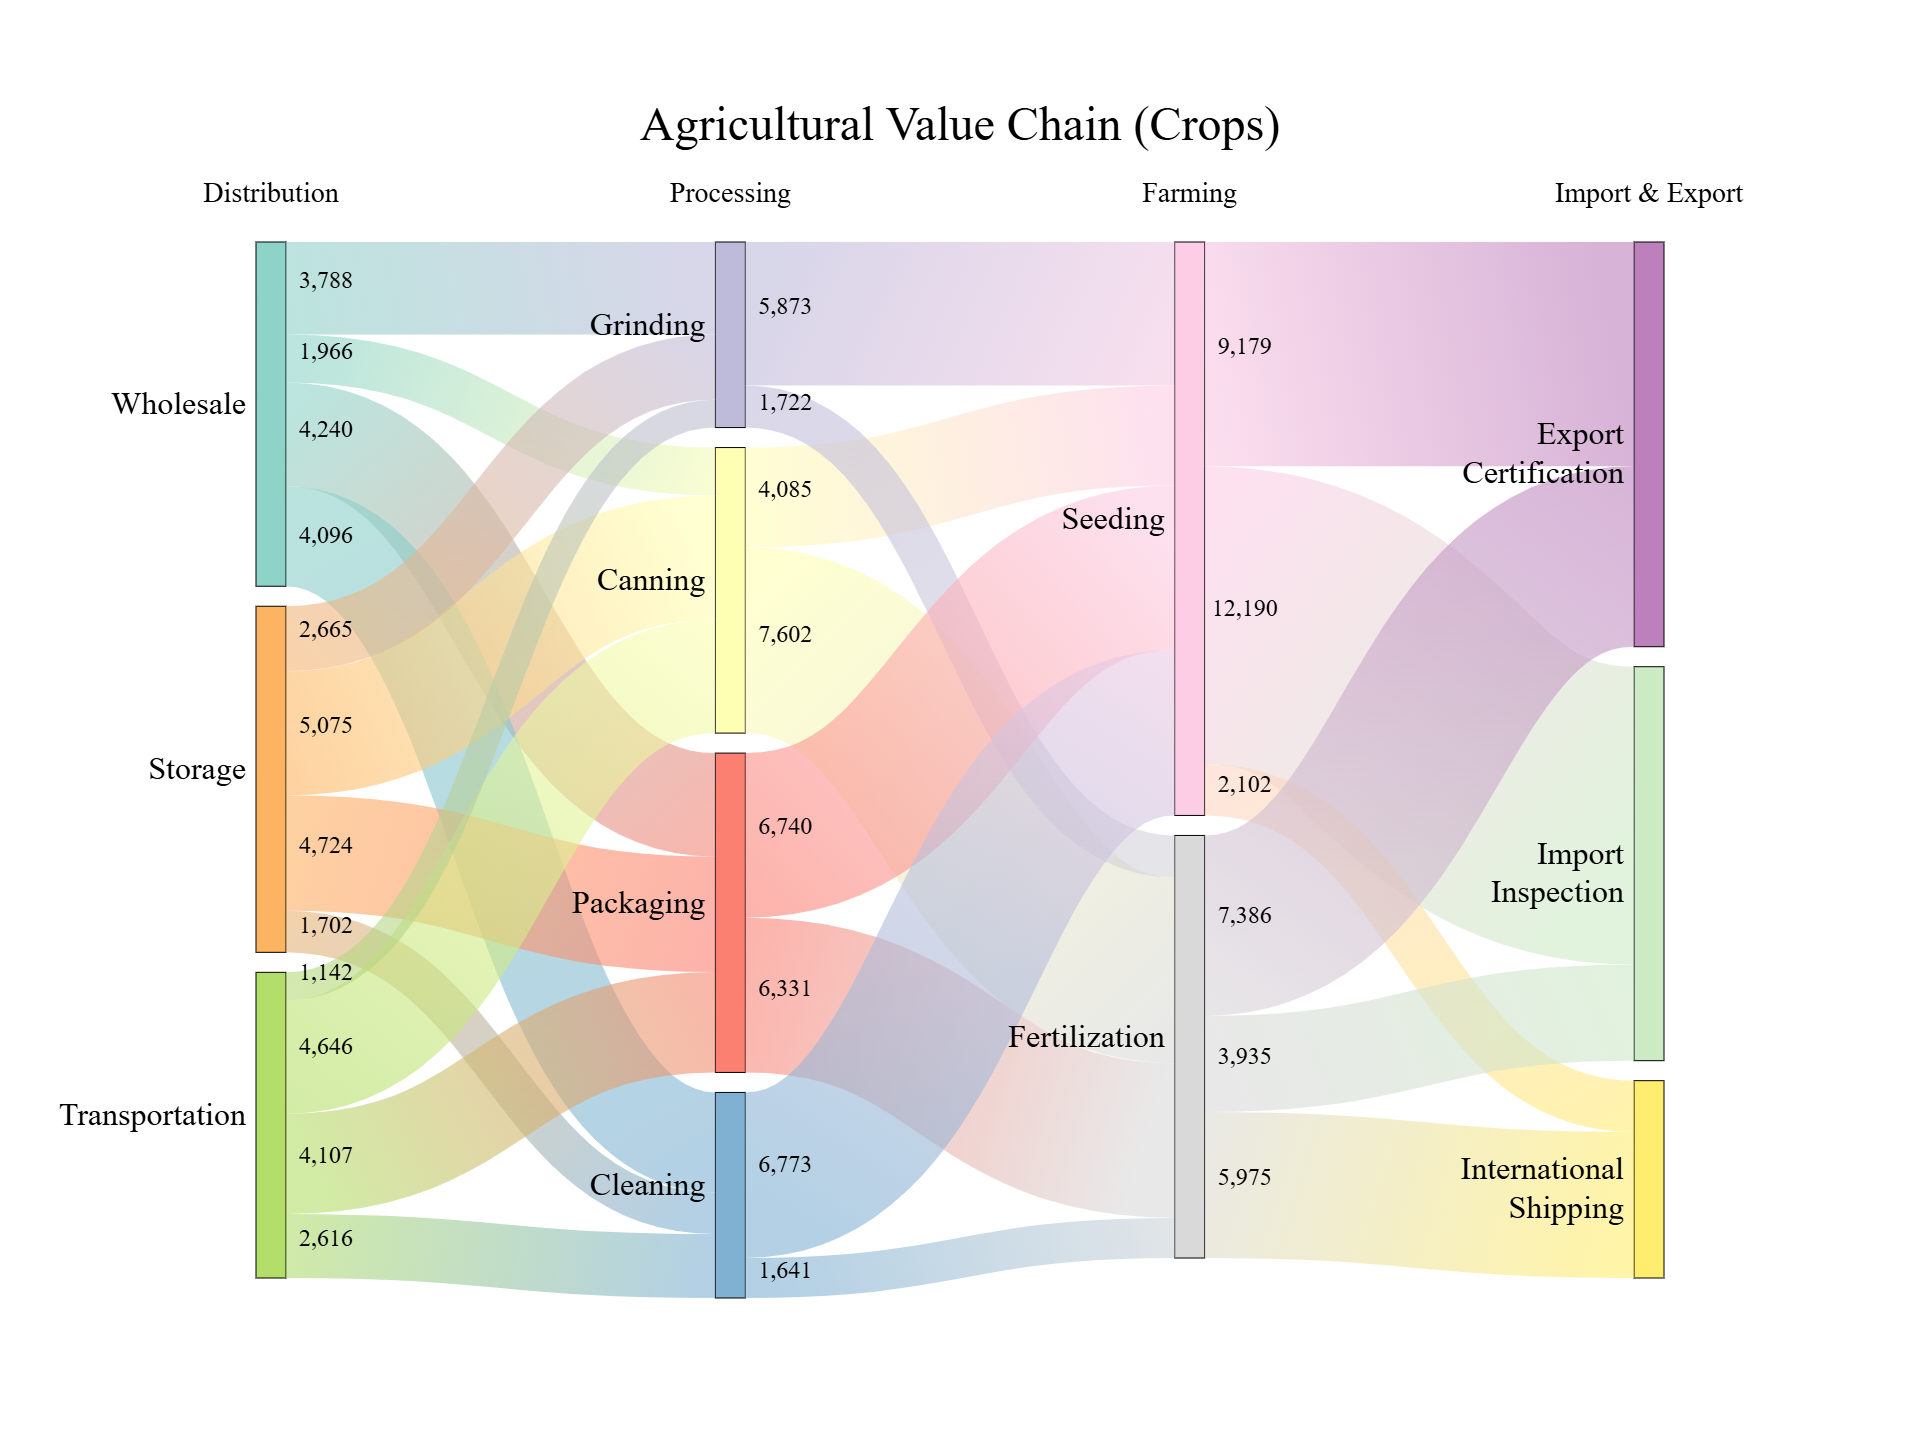 Agricultural Value Chain (Crops)
Distribution
Processing
Farming
Import & Export
Wholesale
3,788
1,966
4,240
4,096
Storage
2,665
5,075
4,724
1,702
Transportation
1,142
4,646
4,107
2,616
Grinding
5,873
1,722
Canning
4,085
7,602
Packaging
6,740
6,331
Cleaning
6,773
1,641
Seeding
9,179
12,190
2,102
Fertilization
7,386
3,935
5,975
Export
Certification
Import
Inspection
International
Shipping